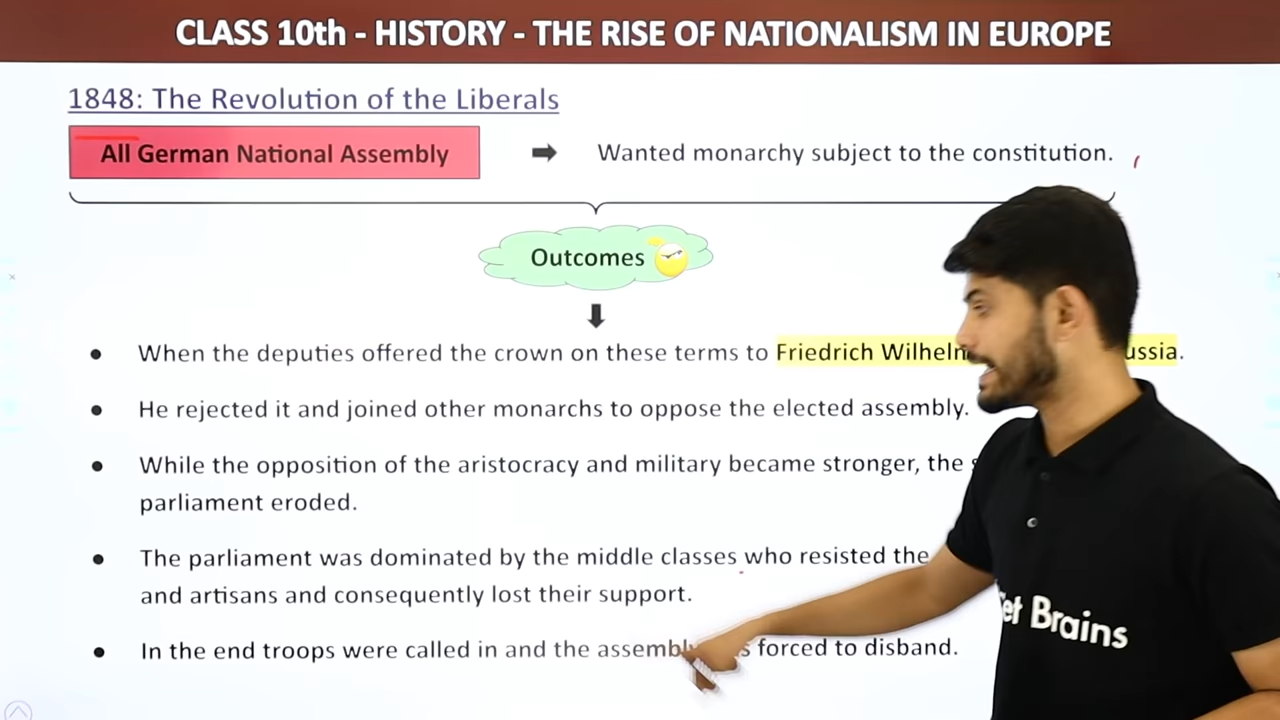 CLASS 10th - HISTORY - THE RISE OF NATIONALISM IN EUROPE
1848: The Revolution of the Liberals
All German National Assembly
Wanted monarchy subject to the constitution.
Outcomes
When the deputies offered the crown on these terms to Friedrich
He rejected it and joined other monarchs to oppose the elected assembly.
While the opposition of the aristocracy and military became stronger, the
parliament eroded.
The parliament was dominated by the middle classes who resisted the
and artisans and consequently lost their support.
In the end troops were called in and the forced to disband.
Brains